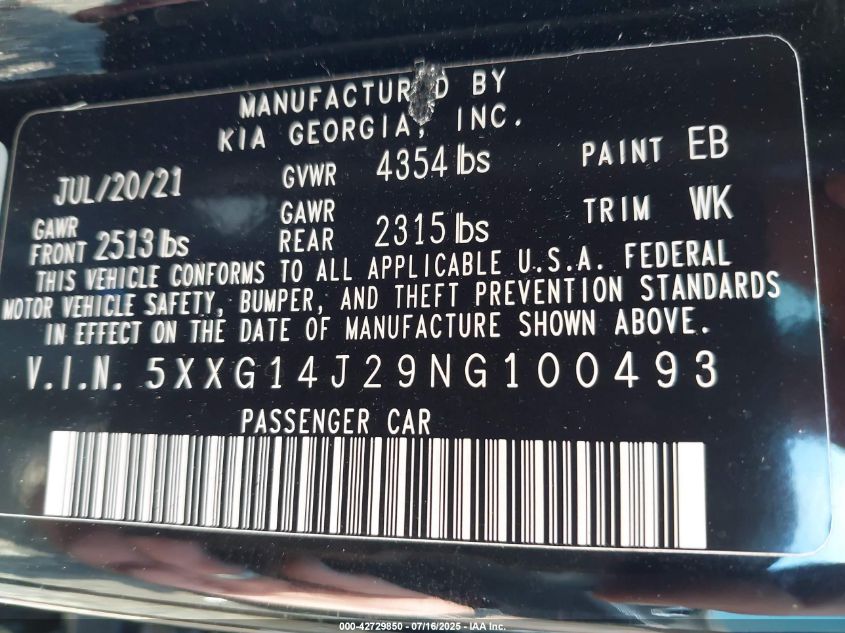 MANUFACTURED BY
KIA GEORGIA, INC.
JUL/20/21 GVWR 4354 lbs PAINT EB
GAWR FRONT 2513 lbs GAWR REAR 2315 lbs TRIM WK
THIS VEHICLE CONFORMS TO ALL APPLICABLE U.S.A. FEDERAL
MOTOR VEHICLE SAFETY, BUMPER, AND THEFT PREVENTION STANDARDS
IN EFFECT ON THE DATE OF MANUFACTURE SHOWN ABOVE.
V.I.N. 5XXG14J29NG100493
PASSENGER CAR
000-42729850 - 07/16/2025 - IAA Inc.